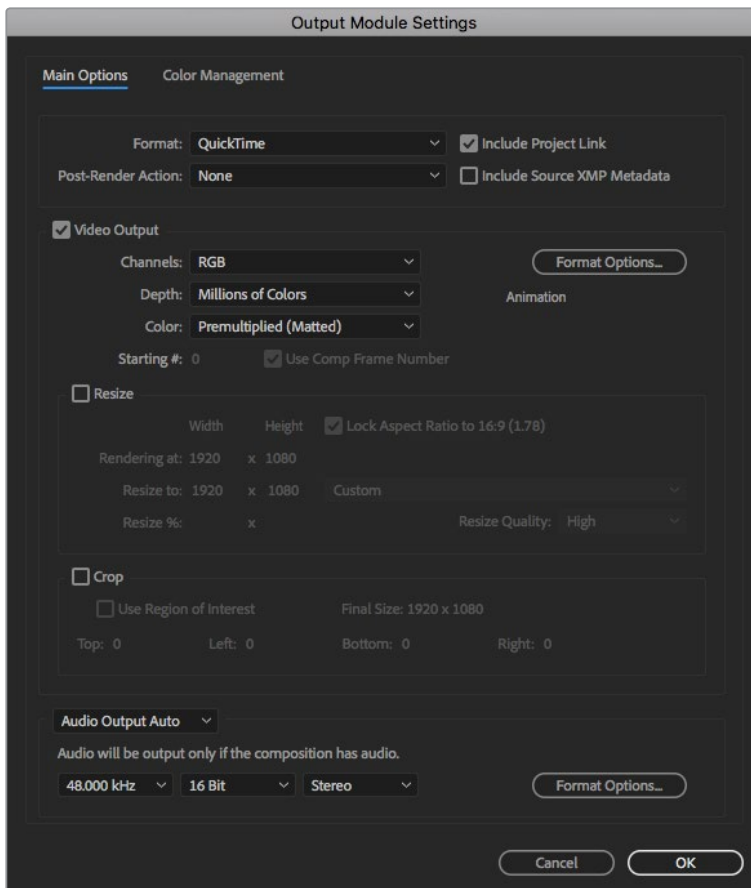 Output Module Settings
Main Options Color Management
Format: QuickTime Include Project Link
Post-Render Action: None Include Source XMP Metadata
Video Output
Channels: RGB Format Options...
Depth: Millions of Colors Animation
Color: Premultiplied (Matted)
Starting #: 0 Use Comp Frame Number
Resize
Width Height Lock Aspect Ratio to 16:9 (1.78)
Rendering at: 1920 x 1080
Resize to: 1920 x 1080 Custom
Resize %: x Resize Quality: High
Crop
Use Region of Interest Final Size: 1920 x 1080
Top: 0 Left: 0 Bottom: 0 Right: 0
Audio Output Auto
Audio will be output only if the composition has audio.
48.000 kHz 16 Bit Stereo Format Options...
Cancel OK